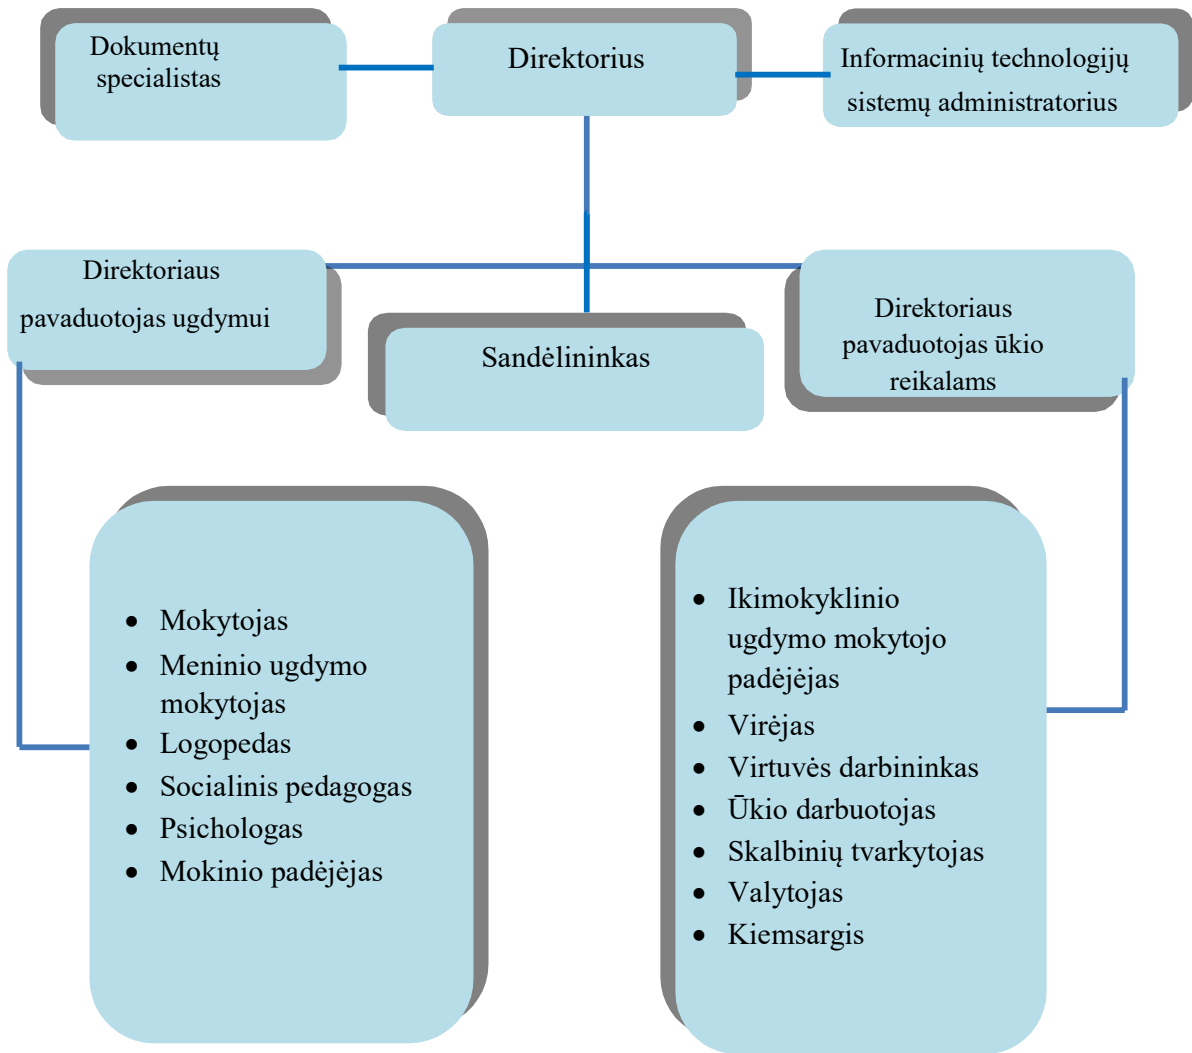 Dokumentų
specialistas
Direktorius
Informacinių technologijų
sistemų administratorius
Direktoriaus
pavaduotojas ugdymui
Sandėlininkas
Direktoriaus
pavaduotojas ūkio
reikalams
• Mokytojas
• Meninio ugdymo
mokytojas
• Logopedas
• Socialinis pedagogas
• Psichologas
• Mokinio padėjėjas
• Ikimokyklinio
ugdymo mokytojo
padėjėjas
• Virėjas
• Virtuvės darbininkas
• Ūkio darbuotojas
• Skalbinių tvarkytojas
• Valytojas
• Kiemsargis